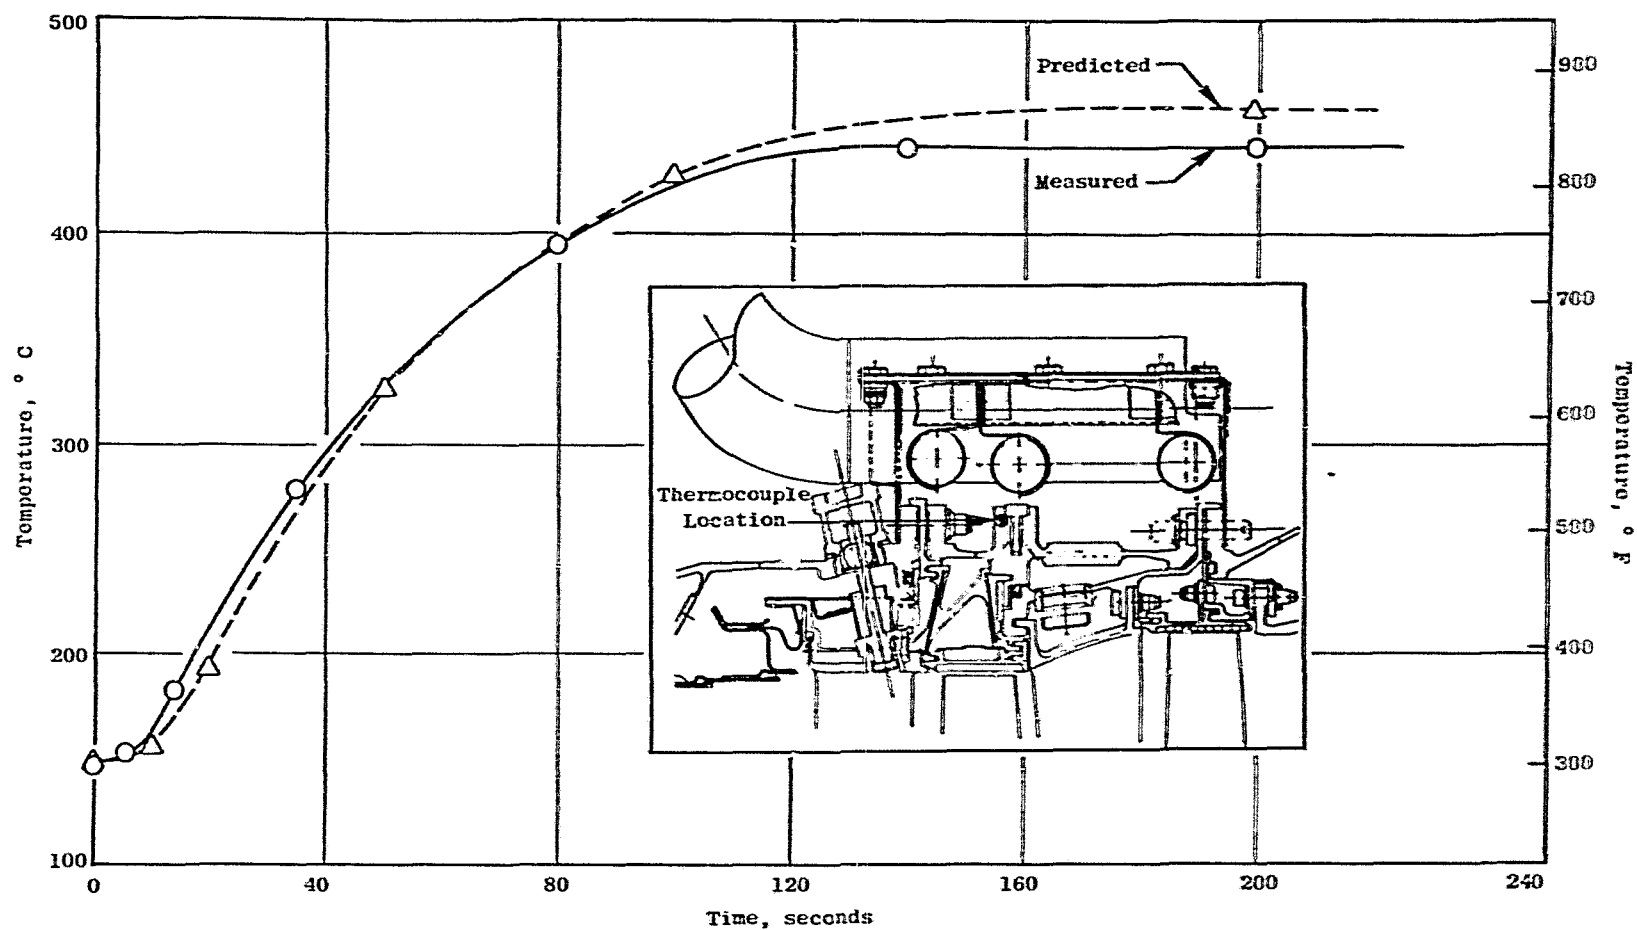 500
400
300
200
100
Temperature, ° C
0
40
80
120
160
200
240
Time, seconds
900
800
700
600
500
400
300
Temperature, ° F
Predicted
Measured
Thermocouple
Location